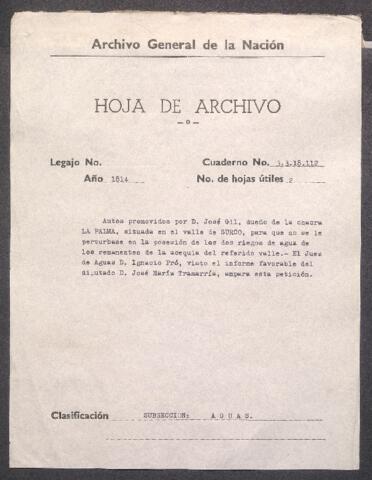 Archivo General de la Nación
HOJA DE ARCHIVO
— o —
Legajo No. Cuaderno No. 3.3.18.112
Año 1814 No. de hojas útiles 2
Autos promovidos por D. José Gil, dueño de la chacra
LA PALMA, situada en el valle de SURCO, para que no se le
perturbase en la posesión de los dos riegos de agua de
los remanentes de la acequia del referido valle.- El Juez
de Aguas D. Ignacio Pró, visto el informe favorable del
diputado D. José María Tramarría, ampara esta petición.
Clasificación SUBSECCION: A G U A S.